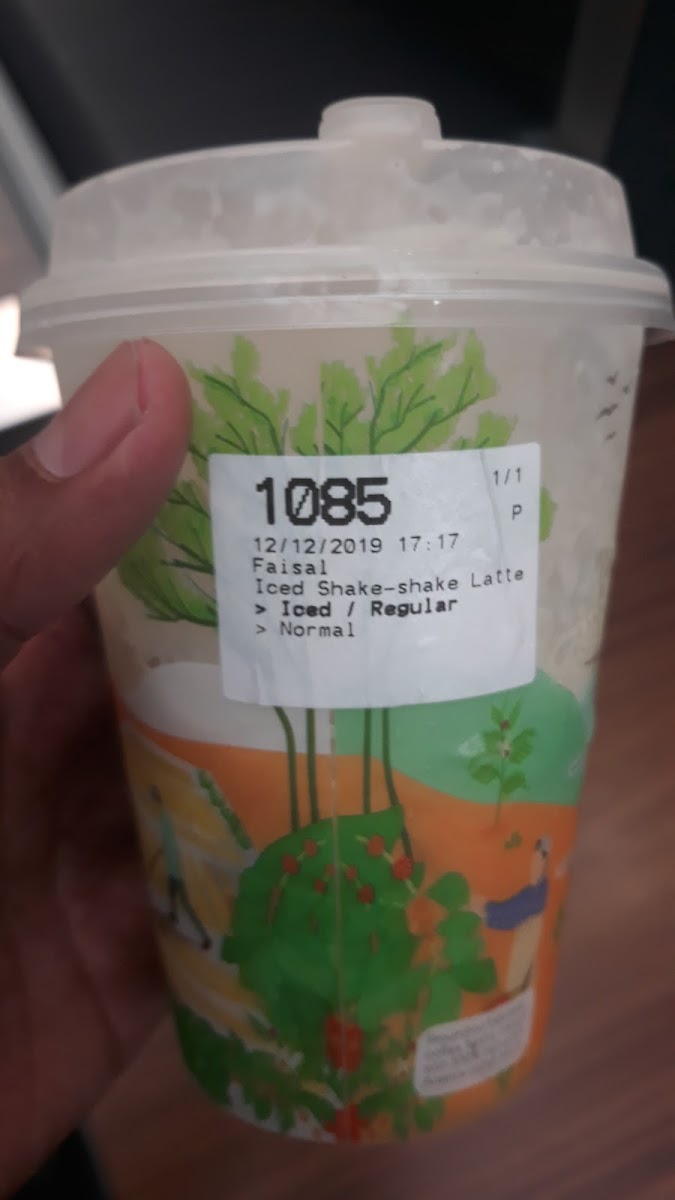 1085
1/1
P
12/12/2019 17:17
Faisal
Iced Shake-shake Latte
> Iced / Regular
> Normal